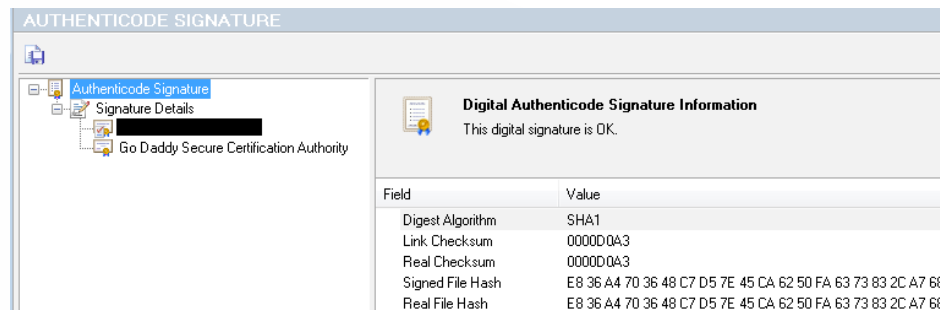 AUTHENTICODE SIGNATURE
Authenticode Signature
Signature Details
Go Daddy Secure Certification Authority
Digital Authenticode Signature Information
This digital signature is OK.
Field Value
Digest Algorithm SHA1
Link Checksum 0000D0A3
Real Checksum 0000D0A3
Signed File Hash E8 36 A4 70 36 48 C7 D5 7E 45 CA 62 50 FA 63 73 83 2C A7 68
Real File Hash E8 36 A4 70 36 48 C7 D5 7E 45 CA 62 50 FA 63 73 83 2C A7 68